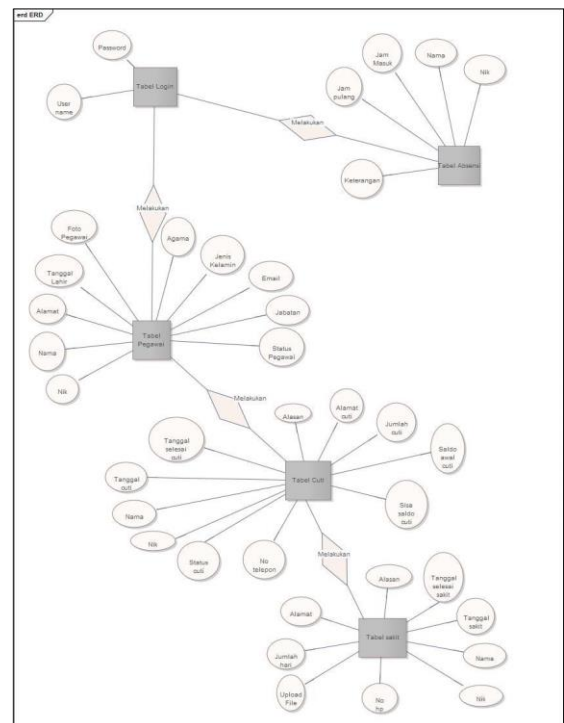 erd ERD
Password
User
name
Tabel Login
Melakukan
Jam
Masuk
Nama
Nik
Jam
pulang
Keterangan
Tabel Absensi
Melakukan
Foto
Pegawai
Agama
Jenis
Kelamin
Tanggal
Lahir
Email
Alamat
Jabatan
Nama
Status
Pegawai
Nik
Tabel
Pegawai
Melakukan
Alasan
Alamat
cuti
Jumlah
cuti
Tanggal
selesai
cuti
Saldo
awal
cuti
Tanggal
cuti
Tabel Cuti
Nama
Sisa
saldo
cuti
Nik
Status
cuti
No
telepon
Melakukan
Alasan
Tanggal
selesai
sakit
Alamat
Tanggal
sakit
Tabel sakit
Jumlah
hari
Nama
Upload
File
No
hp
Nik